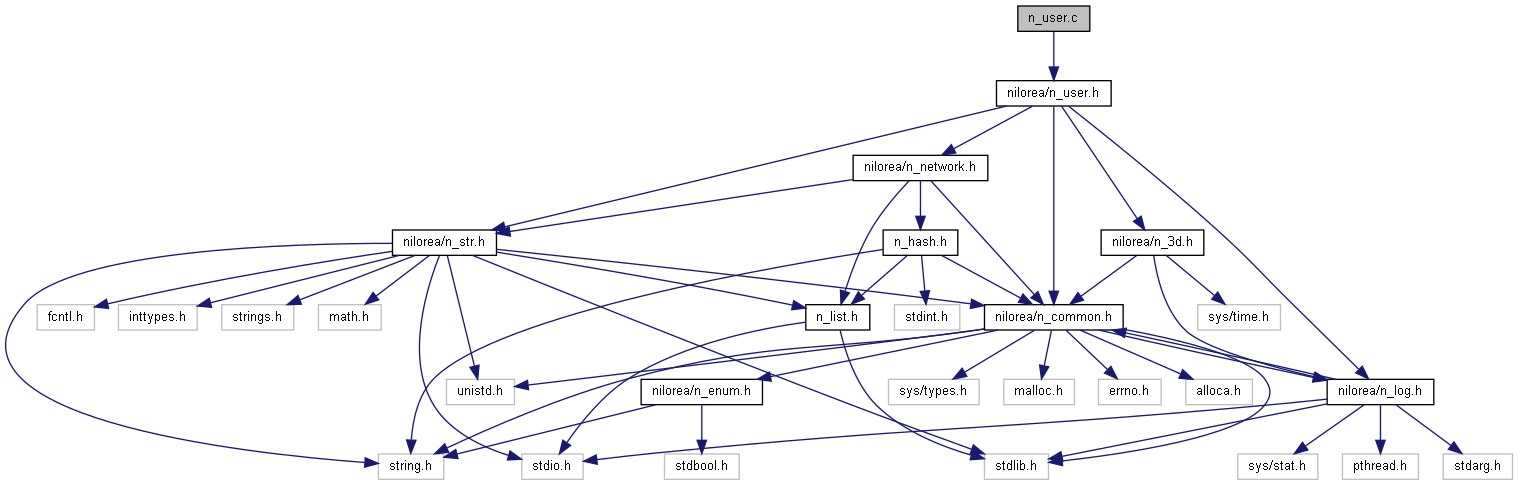 n_user.c
nilorea/n_user.h
nilorea/n_network.h
nilorea/n_str.h
n_hash.h
nilorea/n_3d.h
fcntl.h
inttypes.h
strings.h
math.h
n_list.h
stdint.h
nilorea/n_common.h
sys/time.h
unistd.h
nilorea/n_enum.h
sys/types.h
malloc.h
errno.h
alloca.h
nilorea/n_log.h
string.h
stdio.h
stdbool.h
stdlib.h
sys/stat.h
pthread.h
stdarg.h